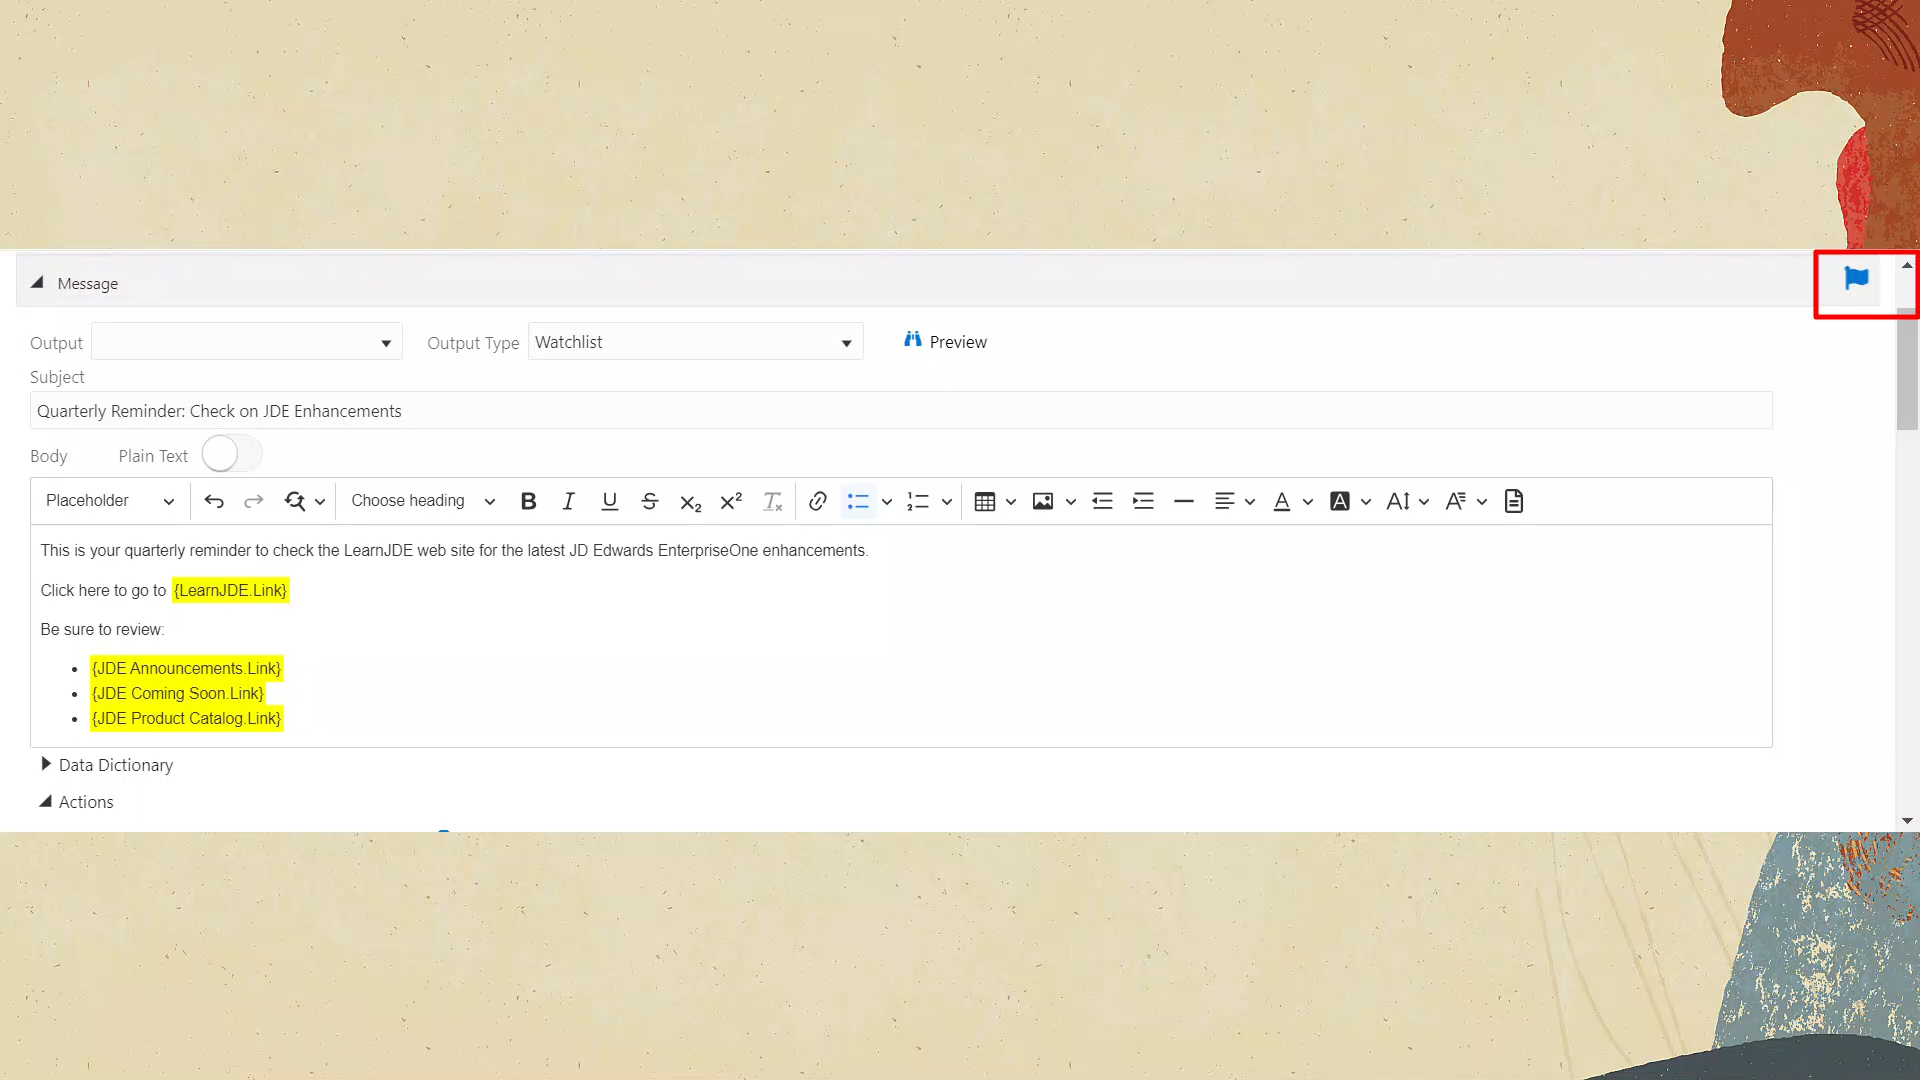 Message
Output Output Type Watchlist Preview
Subject
Quarterly Reminder: Check on JDE Enhancements
Body Plain Text
Placeholder Choose heading
This is your quarterly reminder to check the LearnJDE web site for the latest JD Edwards EnterpriseOne enhancements.
Click here to go to {LearnJDE.Link}
Be sure to review:
• {JDE Announcements.Link}
• {JDE Coming Soon.Link}
• {JDE Product Catalog.Link}
Data Dictionary
Actions